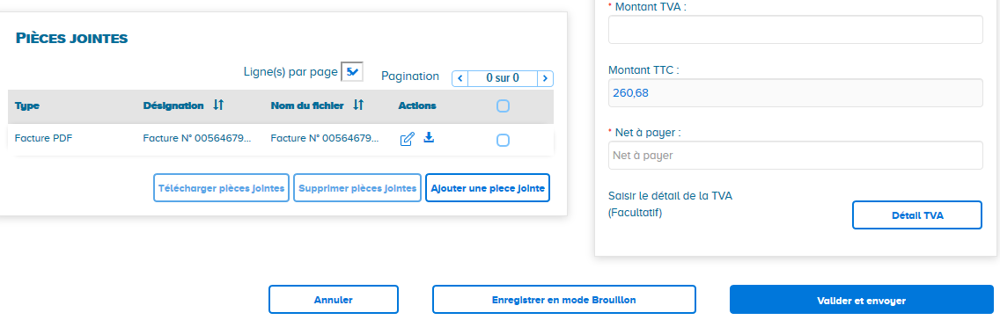 PIÈCES JOINTES
Ligne(s) par page 5
Pagination 0 sur 0
Type Désignation Nom du fichier Actions
Facture PDF Facture N° 00564679... Facture N° 00564679...
Télécharger pièces jointes Supprimer pièces jointes Ajouter une piece jointe
* Montant TVA :
Montant TTC :
260,68
* Net à payer :
Net à payer
Saisir le détail de la TVA
(Facultatif)
Détail TVA
Annuler Enregistrer en mode Brouillon Valider et envoyer